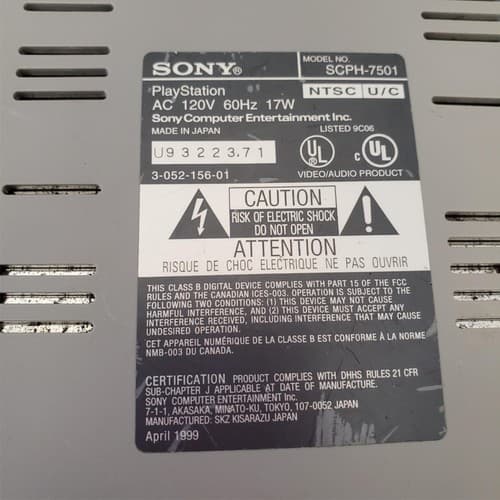 SONY®
MODEL NO.
SCPH-7501
PlayStation
NTSC U/C
AC 120V 60Hz 17W
Sony Computer Entertainment Inc.
MADE IN JAPAN
LISTED 9C06
U9322371
UL
c UL
3-052-156-01
VIDEO/AUDIO PRODUCT
CAUTION
RISK OF ELECTRIC SHOCK
DO NOT OPEN
ATTENTION
RISQUE DE CHOC ELECTRIQUE NE PAS OUVRIR
THIS CLASS B DIGITAL DEVICE COMPLIES WITH PART 15 OF THE FCC
RULES AND THE CANADIAN ICES-003. OPERATION IS SUBJECT TO THE
FOLLOWING TWO CONDITIONS: (1) THIS DEVICE MAY NOT CAUSE
HARMFUL INTERFERENCE, AND (2) THIS DEVICE MUST ACCEPT ANY
INTERFERENCE RECEIVED, INCLUDING INTERFERENCE THAT MAY CAUSE
UNDESIRED OPERATION.
CET APPAREIL NUMÉRIQUE DE LA CLASSE B EST CONFORME À LA NORME
NMB-003 DU CANADA.
CERTIFICATION PRODUCT COMPLIES WITH DHHS RULES 21 CFR
SUB-CHAPTER J APPLICABLE AT DATE OF MANUFACTURE.
SONY COMPUTER ENTERTAINMENT Inc.
7-1-1, AKASAKA, MINATO-KU, TOKYO, 107-0052 JAPAN
MANUFACTURED: SKZ KISARAZU JAPAN
April 1999